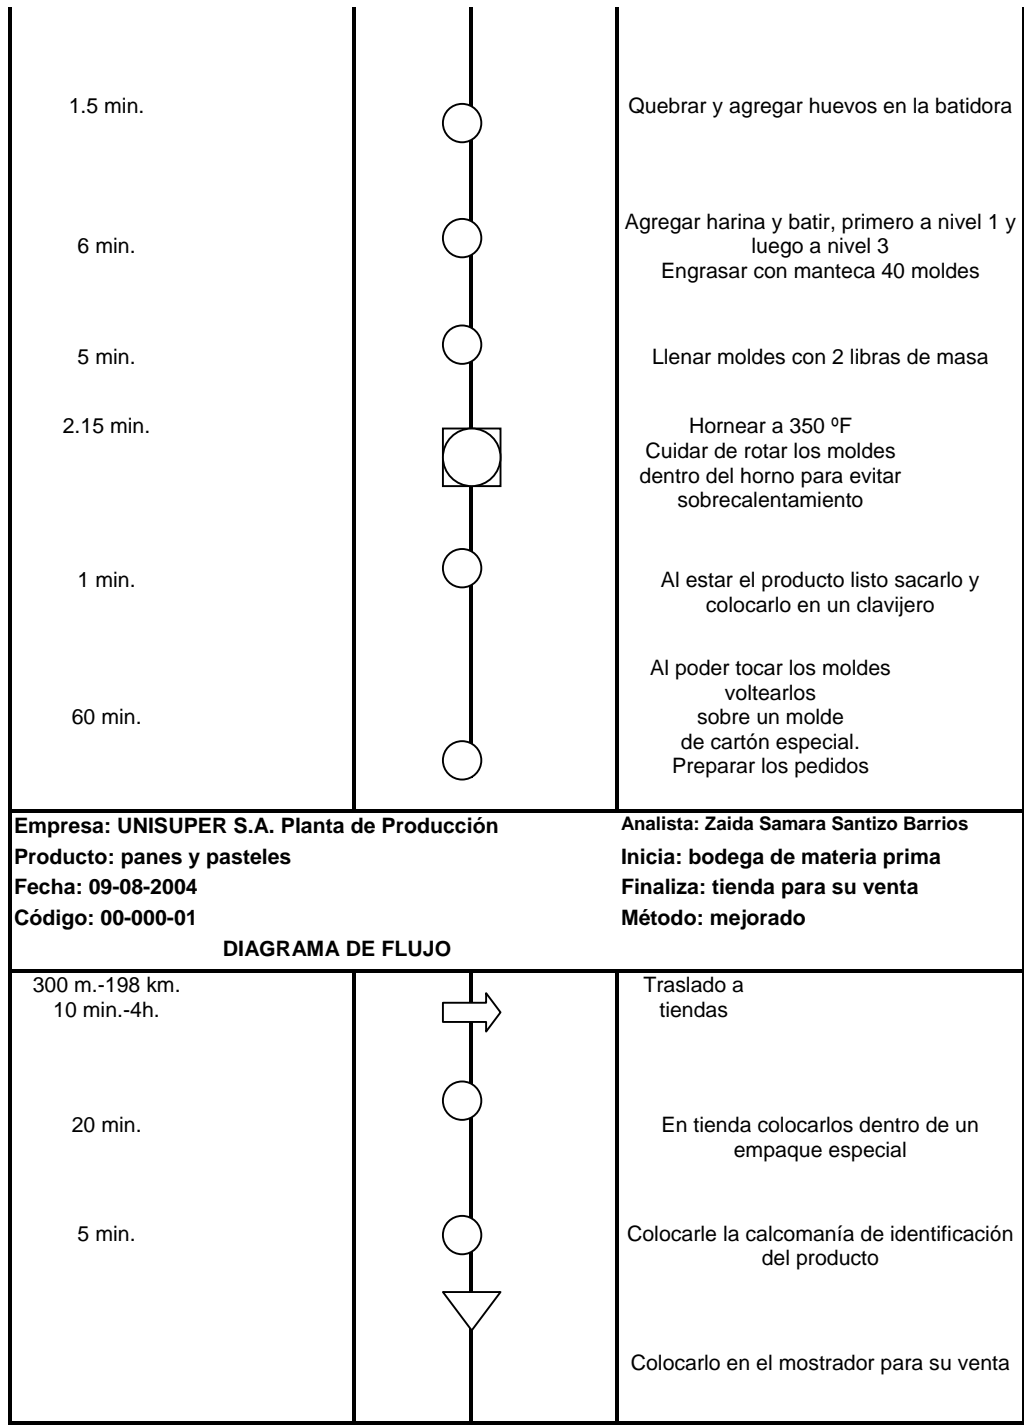 1.5 min.
Quebrar y agregar huevos en la batidora
6 min.
Agregar harina y batir, primero a nivel 1 y
luego a nivel 3
Engrasar con manteca 40 moldes
5 min.
Llenar moldes con 2 libras de masa
2.15 min.
Hornear a 350 ºF
Cuidar de rotar los moldes
dentro del horno para evitar
sobrecalentamiento
1 min.
Al estar el producto listo sacarlo y
colocarlo en un clavijero
60 min.
Al poder tocar los moldes
voltearlos
sobre un molde
de cartón especial.
Preparar los pedidos
Empresa: UNISUPER S.A. Planta de Producción
Analista: Zaida Samara Santizo Barrios
Producto: panes y pasteles
Inicia: bodega de materia prima
Fecha: 09-08-2004
Finaliza: tienda para su venta
Código: 00-000-01
Método: mejorado
DIAGRAMA DE FLUJO
300 m.-198 km.
10 min.-4h.
Traslado a
tiendas
20 min.
En tienda colocarlos dentro de un
empaque especial
5 min.
Colocarle la calcomanía de identificación
del producto
Colocarlo en el mostrador para su venta